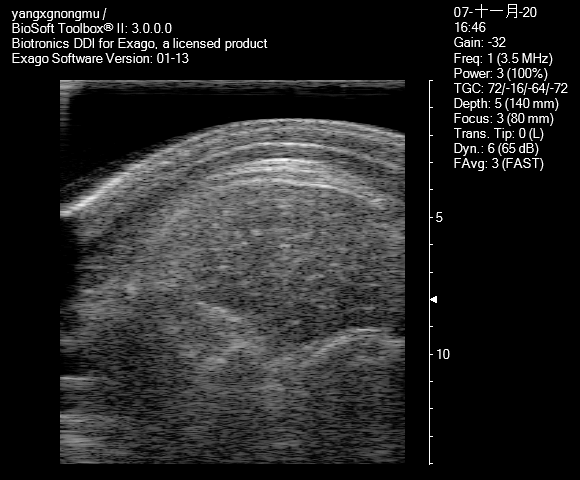 yangxgnongmu /
BioSoft Toolbox® II: 3.0.0.0
Biotronics DDI for Exago, a licensed product
Exago Software Version: 01-13
07-十一月-20
16:46
Gain: -32
Freq: 1 (3.5 MHz)
Power: 3 (100%)
TGC: 72/-16/-64/-72
Depth: 5 (140 mm)
Focus: 3 (80 mm)
Trans. Tip: 0 (L)
Dyn.: 6 (65 dB)
FAvg: 3 (FAST)
5
10